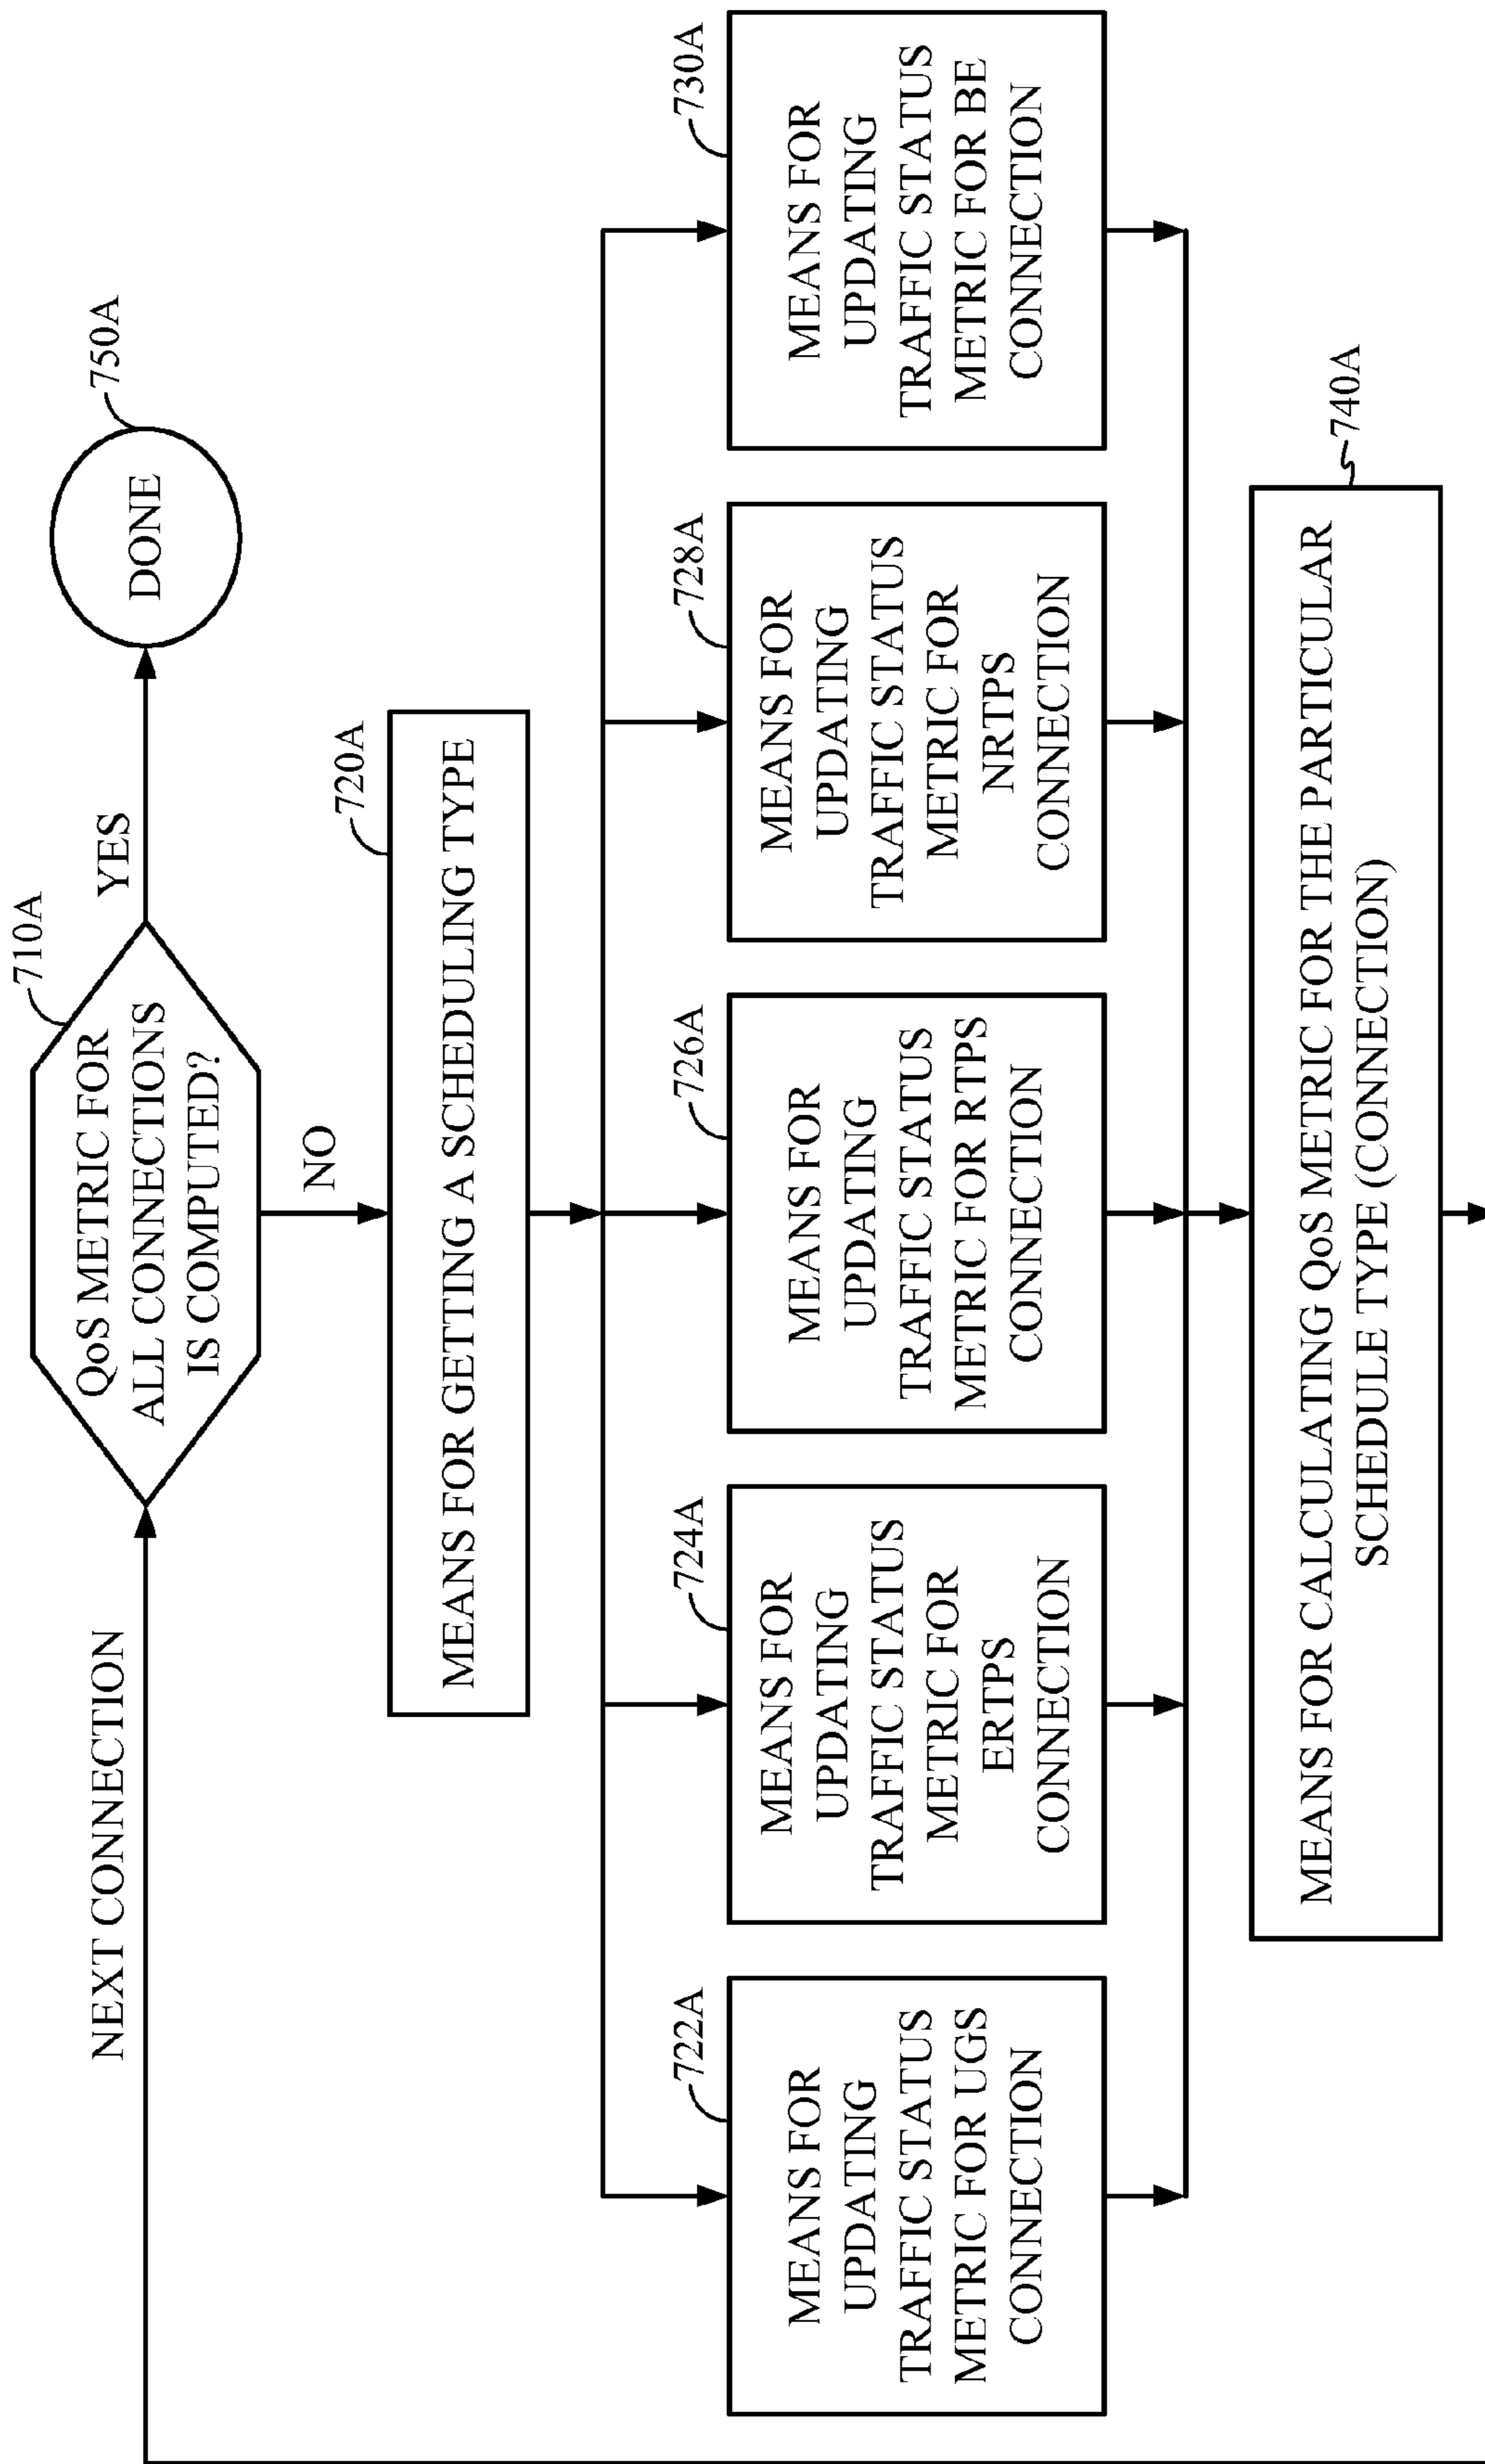 NEXT CONNECTION
710A
QoS METRIC FOR
ALL CONNECTIONS
IS COMPUTED?
YES
750A
DONE
NO
720A
MEANS FOR GETTING A SCHEDULING TYPE
722A
MEANS FOR
UPDATING
TRAFFIC STATUS
METRIC FOR UGS
CONNECTION
724A
MEANS FOR
UPDATING
TRAFFIC STATUS
METRIC FOR
ERTPS
CONNECTION
726A
MEANS FOR
UPDATING
TRAFFIC STATUS
METRIC FOR RTPS
CONNECTION
728A
MEANS FOR
UPDATING
TRAFFIC STATUS
METRIC FOR
NRTPS
CONNECTION
730A
MEANS FOR
UPDATING
TRAFFIC STATUS
METRIC FOR BE
CONNECTION
740A
MEANS FOR CALCULATING QoS METRIC FOR THE PARTICULAR
SCHEDULE TYPE (CONNECTION)